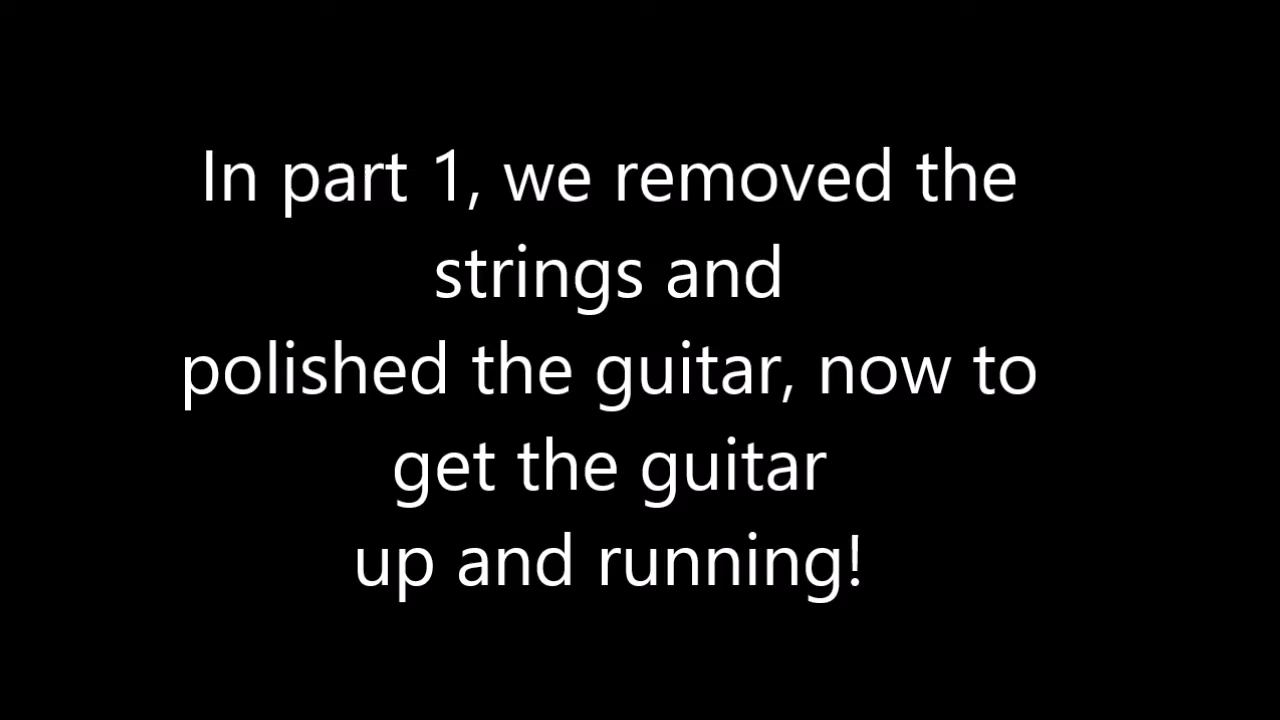 In part 1, we removed the
strings and
polished the guitar, now to
get the guitar
up and running!